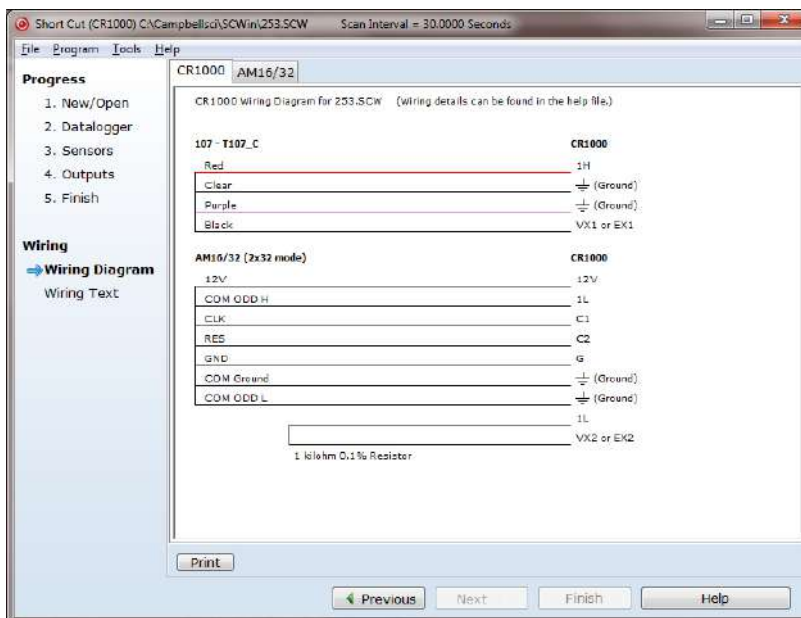 Short Cut (CR1000) C:\Campbellsci\SCWin\253.SCW Scan Interval = 30.0000 Seconds
File Program Tools Help
Progress
1. New/Open
2. Datalogger
3. Sensors
4. Outputs
5. Finish
Wiring
Wiring Diagram
Wiring Text
CR1000 AM16/32
CR1000 Wiring Diagram for 253.SCW (Wiring details can be found in the help file.)
107 - T107_C CR1000
Red 1H
Clear (Ground)
Purple (Ground)
Black VX1 or EX1
AM16/32 (2x32 mode) CR1000
12V 12V
COM ODD H 1L
CLK C1
RES C2
GND G
COM Ground (Ground)
COM ODD L (Ground)
1L
VX2 or EX2
1 kilohm 0.1% Resistor
Print
Previous Next Finish Help